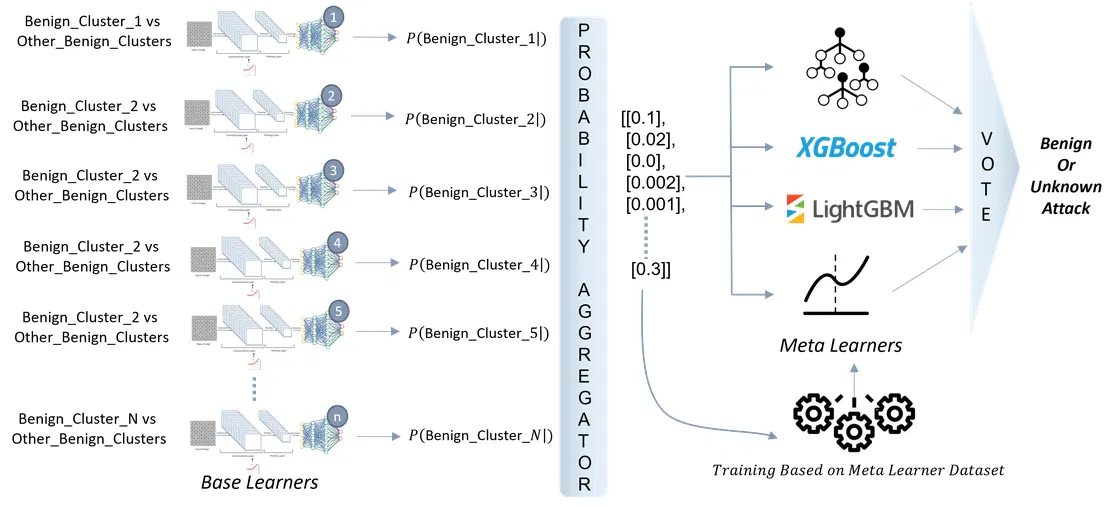 Benign_Cluster_1 vs
Other_Benign_Clusters
1
P(Benign_Cluster_1|)
Benign_Cluster_2 vs
Other_Benign_Clusters
2
P(Benign_Cluster_2|)
Benign_Cluster_2 vs
Other_Benign_Clusters
3
P(Benign_Cluster_3|)
Benign_Cluster_2 vs
Other_Benign_Clusters
4
P(Benign_Cluster_4|)
Benign_Cluster_2 vs
Other_Benign_Clusters
5
P(Benign_Cluster_5|)
Benign_Cluster_N vs
Other_Benign_Clusters
n
P(Benign_Cluster_N|)
Base Learners
PROBABILITY AGGREGATOR
[[0.1],
[0.02],
[0.0],
[0.002],
[0.001],
[0.3]]
XGBoost
LightGBM
Meta Learners
Training Based on Meta Learner Dataset
VOTE
Benign
Or
Unknown
Attack